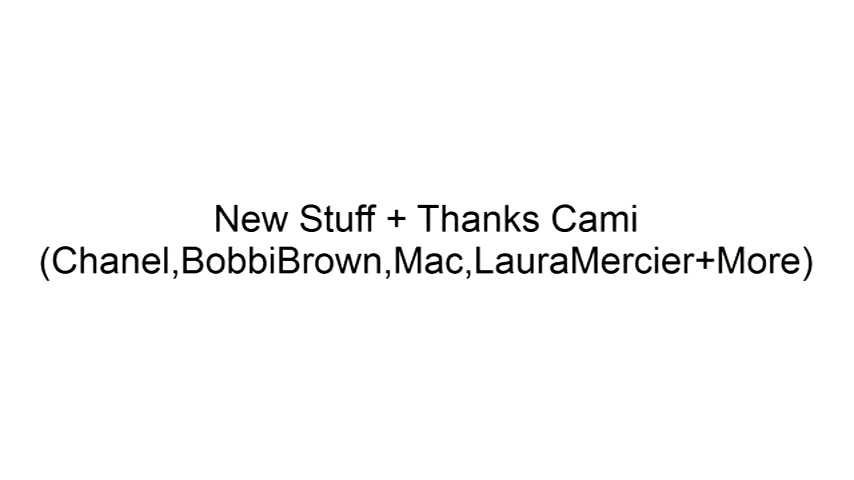 New Stuff + Thanks Cami
(Chanel,BobbiBrown,Mac,LauraMercier+More)